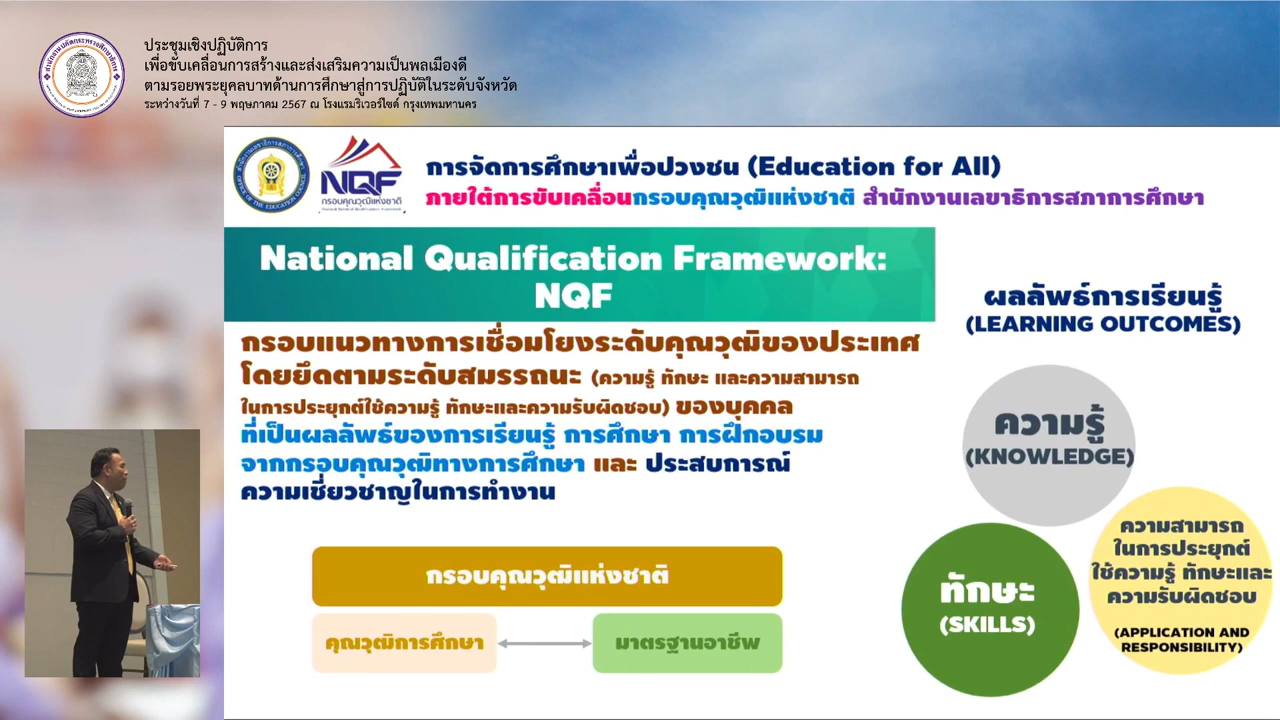 ประชุมเชิงปฏิบัติการ
เพื่อขับเคลื่อนการสร้างและส่งเสริมความเป็นพลเมืองดี
ตามรอยพระยุคลบาทด้านการศึกษาสู่การปฏิบัติในระดับจังหวัด
ระหว่างวันที่ 7 - 9 พฤษภาคม 2567 ณ โรงแรมริเวอร์ไซด์ กรุงเทพมหานคร
NQF
กรอบคุณวุฒิแห่งชาติ
การจัดการศึกษาเพื่อปวงชน (Education for All)
ภายใต้การขับเคลื่อนกรอบคุณวุฒิแห่งชาติ สำนักงานเลขาธิการสภาการศึกษา
National Qualification Framework:
NQF
กรอบแนวทางการเชื่อมโยงระดับคุณวุฒิของประเทศ
โดยยึดตามระดับสมรรถนะ (ความรู้ ทักษะ และความสามารถ
ในการประยุกต์ใช้ความรู้ ทักษะและความรับผิดชอบ) ของบุคคล
ที่เป็นผลลัพธ์ของการเรียนรู้ การศึกษา การฝึกอบรม
จากกรอบคุณวุฒิทางการศึกษา และ ประสบการณ์
ความเชี่ยวชาญในการทำงาน
กรอบคุณวุฒิแห่งชาติ
คุณวุฒิการศึกษา
มาตรฐานอาชีพ
ผลลัพธ์การเรียนรู้
(LEARNING OUTCOMES)
ความรู้
(KNOWLEDGE)
ทักษะ
(SKILLS)
ความสามารถ
ในการประยุกต์
ใช้ความรู้ ทักษะและ
ความรับผิดชอบ
(APPLICATION AND
RESPONSIBILITY)